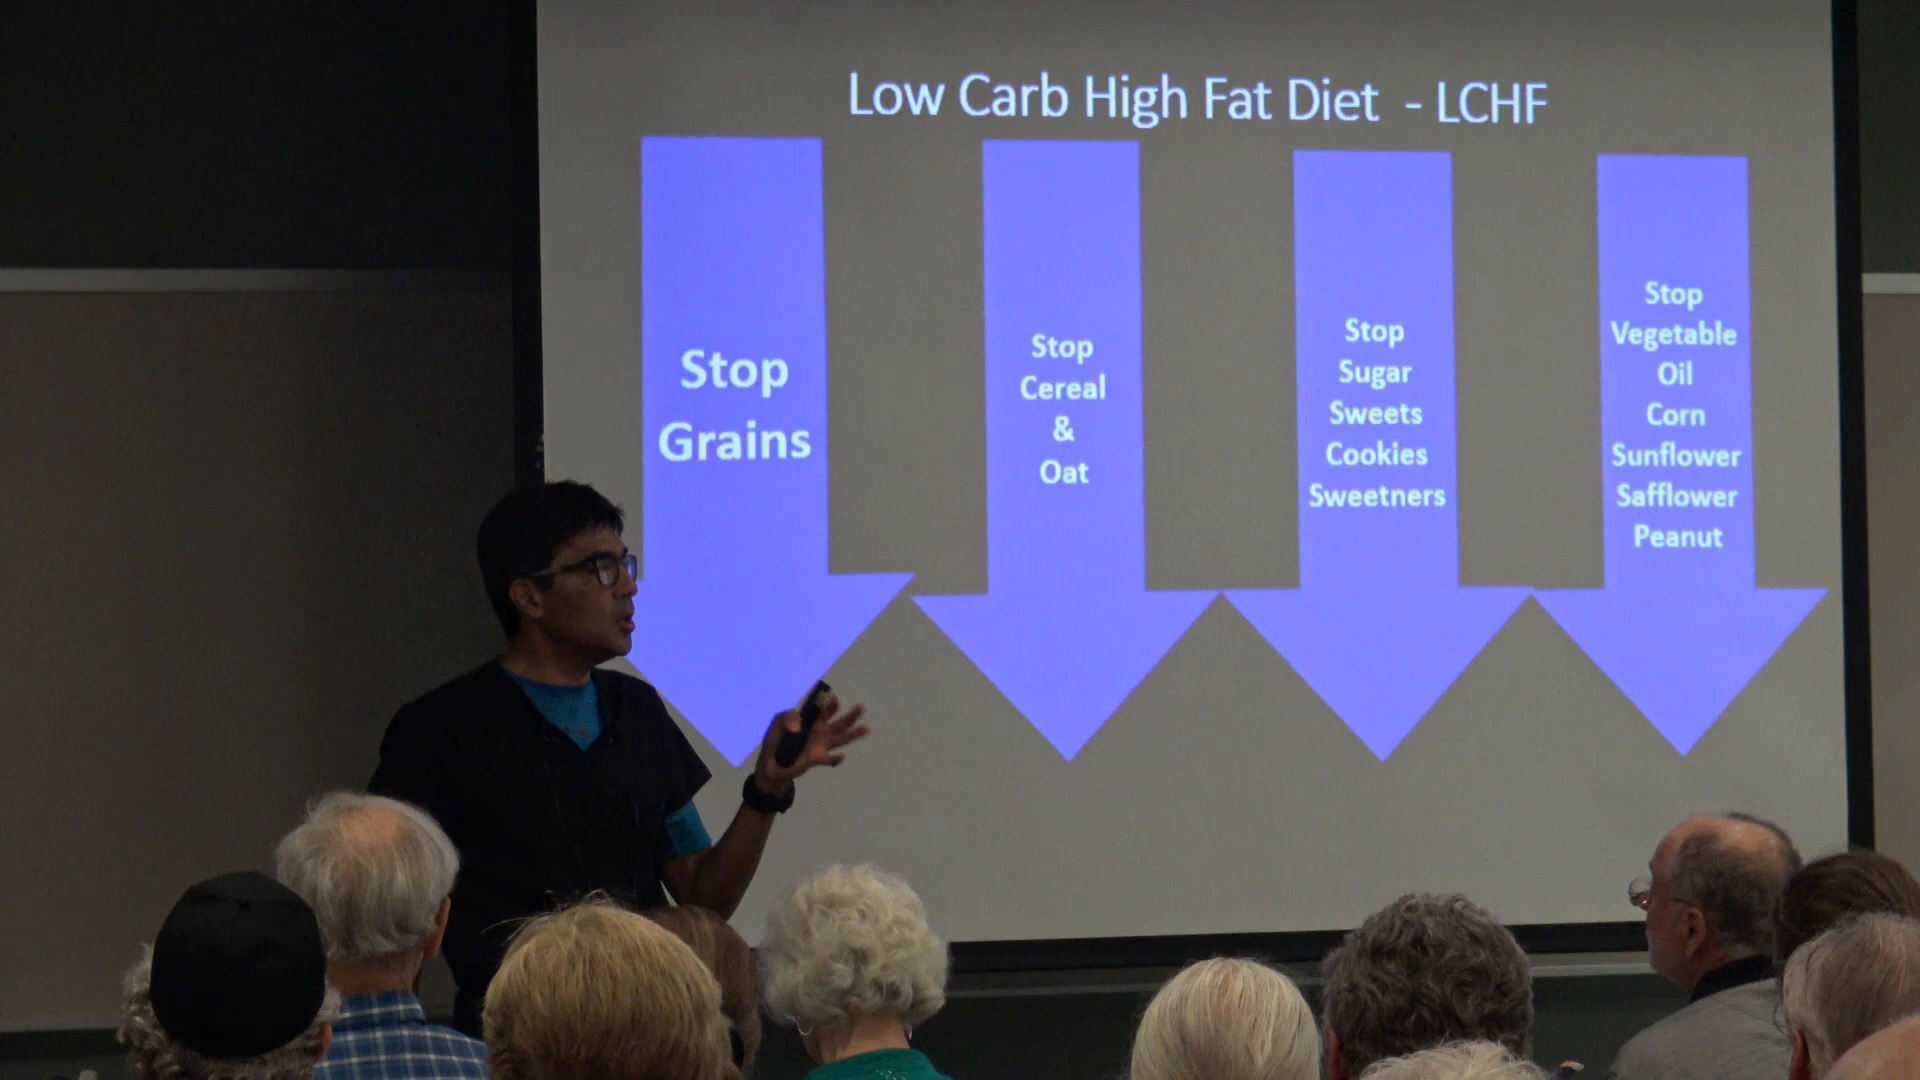 Low Carb High Fat Diet - LCHF
Stop
Grains
Stop
Cereal
&
Oat
Stop
Sugar
Sweets
Cookies
Sweetners
Stop
Vegetable
Oil
Corn
Sunflower
Safflower
Peanut